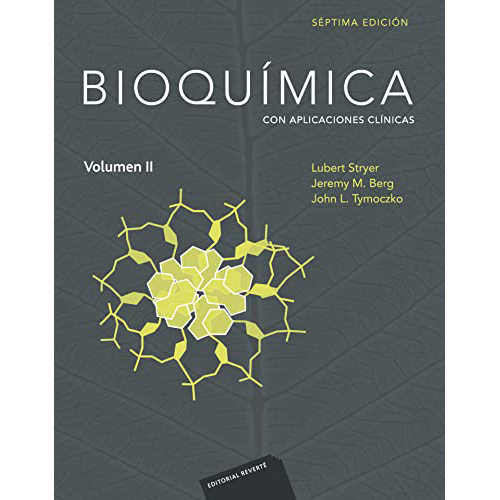 SÉPTIMA EDICIÓN
BIOQUÍMICA
CON APLICACIONES CLÍNICAS
Volumen II
Lubert Stryer
Jeremy M. Berg
John L. Tymoczko
EDITORIAL REVERTÉ